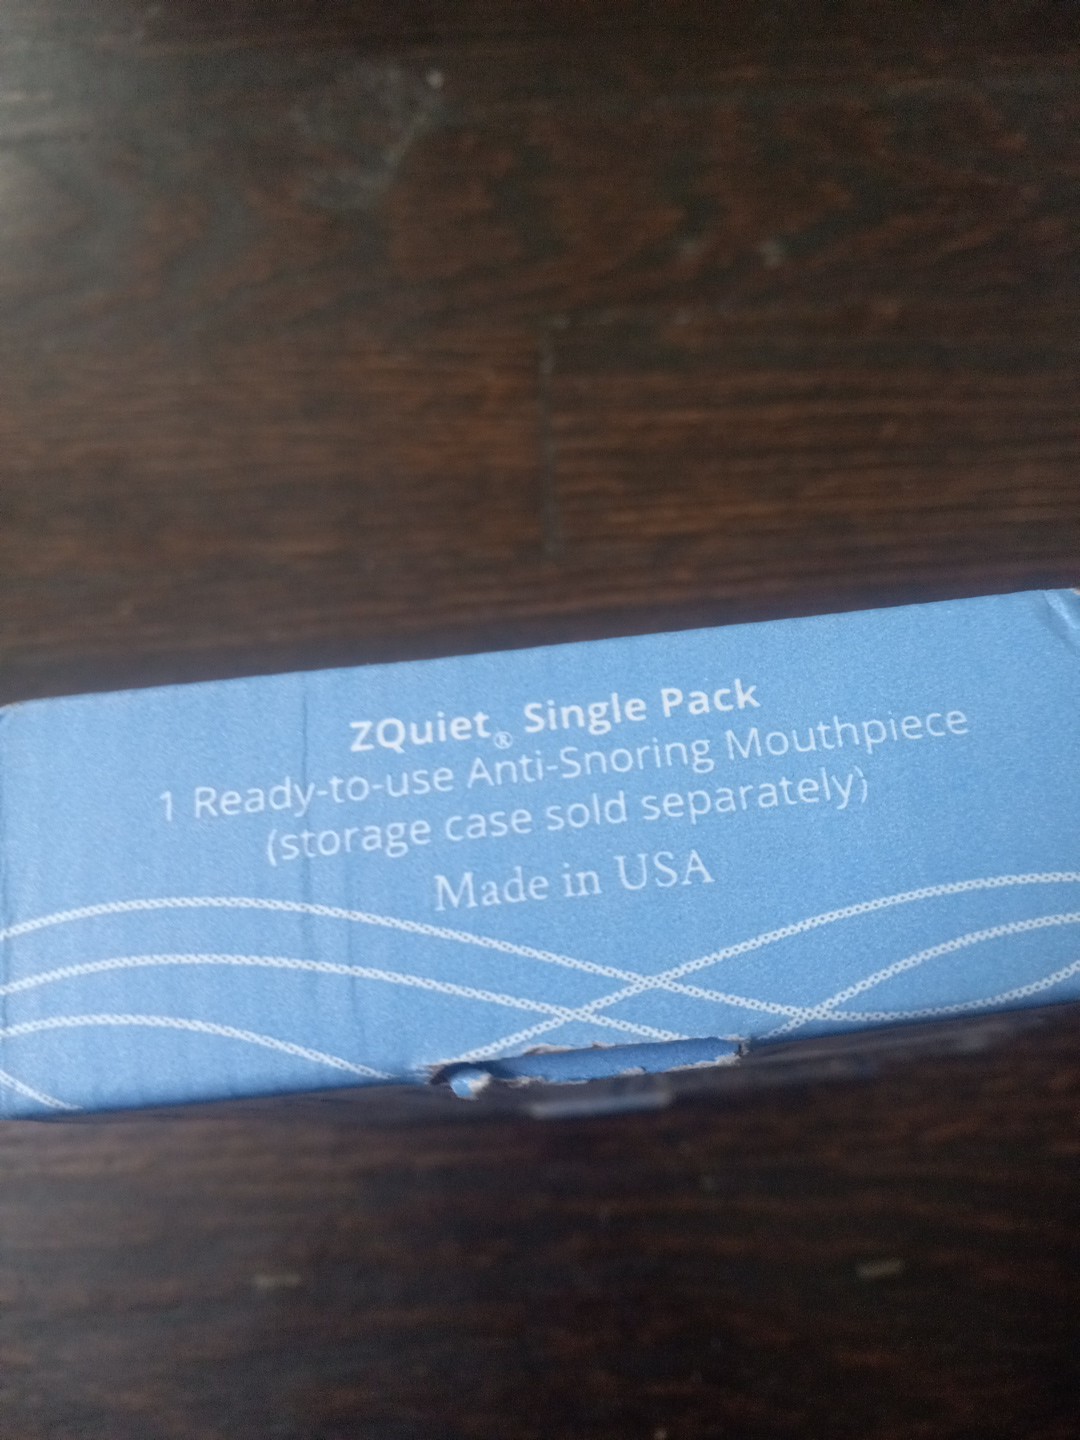 ZQuiet® Single Pack
1 Ready-to-use Anti-Snoring Mouthpiece
(storage case sold separately)
Made in USA